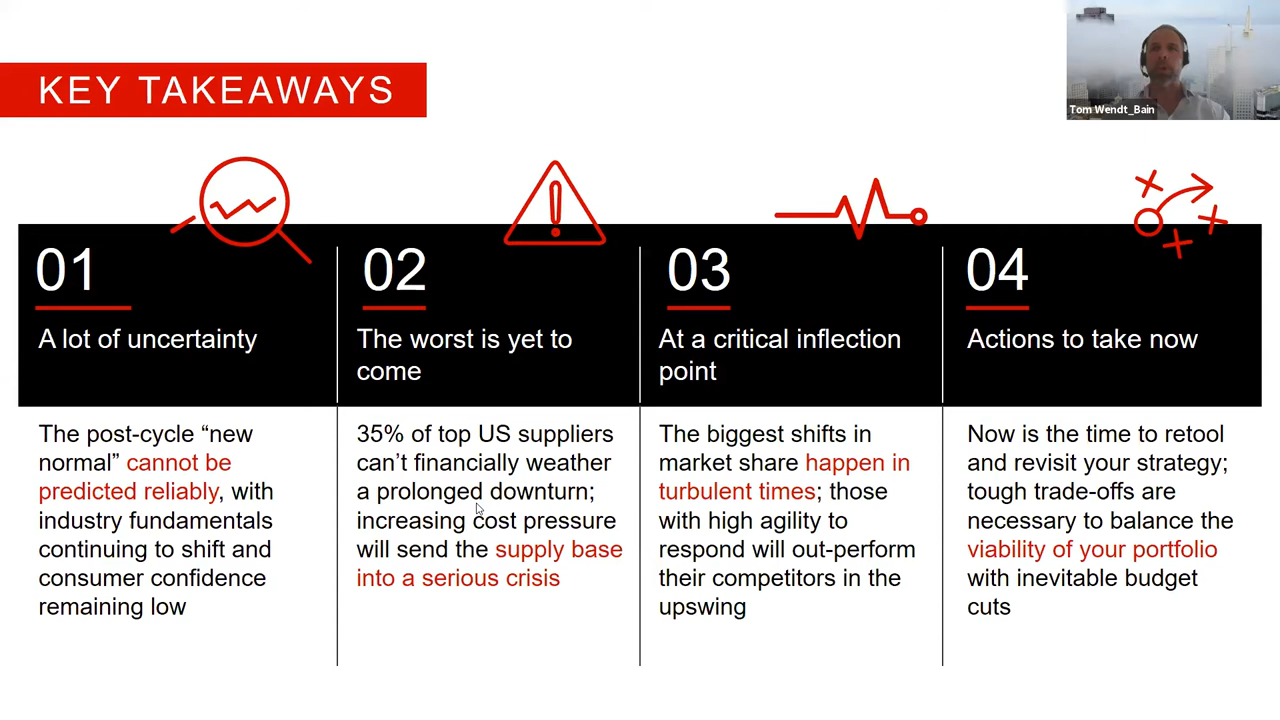 KEY TAKEAWAYS
Tom Wendt_Bain
01
A lot of uncertainty
The post-cycle “new
normal” cannot be
predicted reliably, with
industry fundamentals
continuing to shift and
consumer confidence
remaining low
02
The worst is yet to
come
35% of top US suppliers
can’t financially weather
a prolonged downturn;
increasing cost pressure
will send the supply base
into a serious crisis
03
At a critical inflection
point
The biggest shifts in
market share happen in
turbulent times; those
with high agility to
respond will out-perform
their competitors in the
upswing
04
Actions to take now
Now is the time to retool
and revisit your strategy;
tough trade-offs are
necessary to balance the
viability of your portfolio
with inevitable budget
cuts